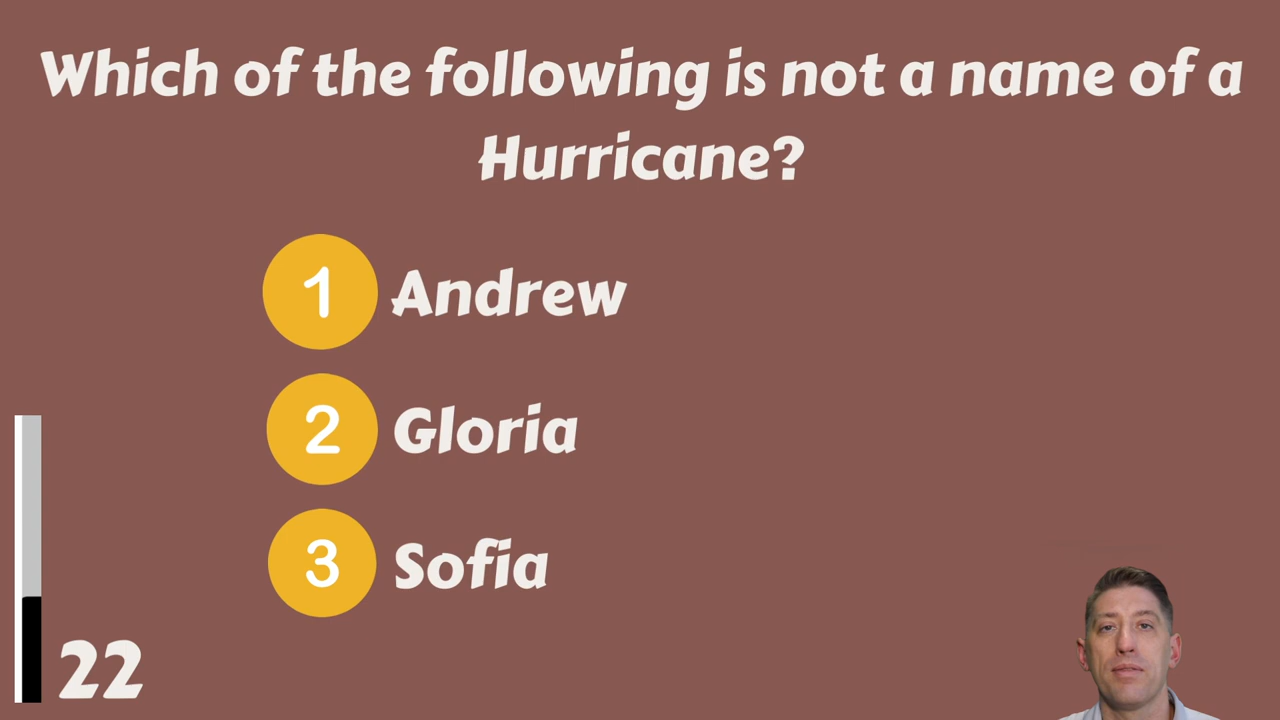 Which of the following is not a name of a
Hurricane?
1 Andrew
2 Gloria
3 Sofia
22